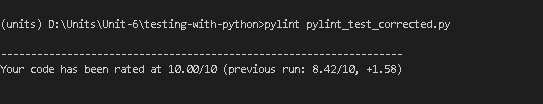 (units) D:\Units\Unit-6\testing-with-python>pylint pylint_test_corrected.py
-------------------------------------------------------------------
Your code has been rated at 10.00/10 (previous run: 8.42/10, +1.58)